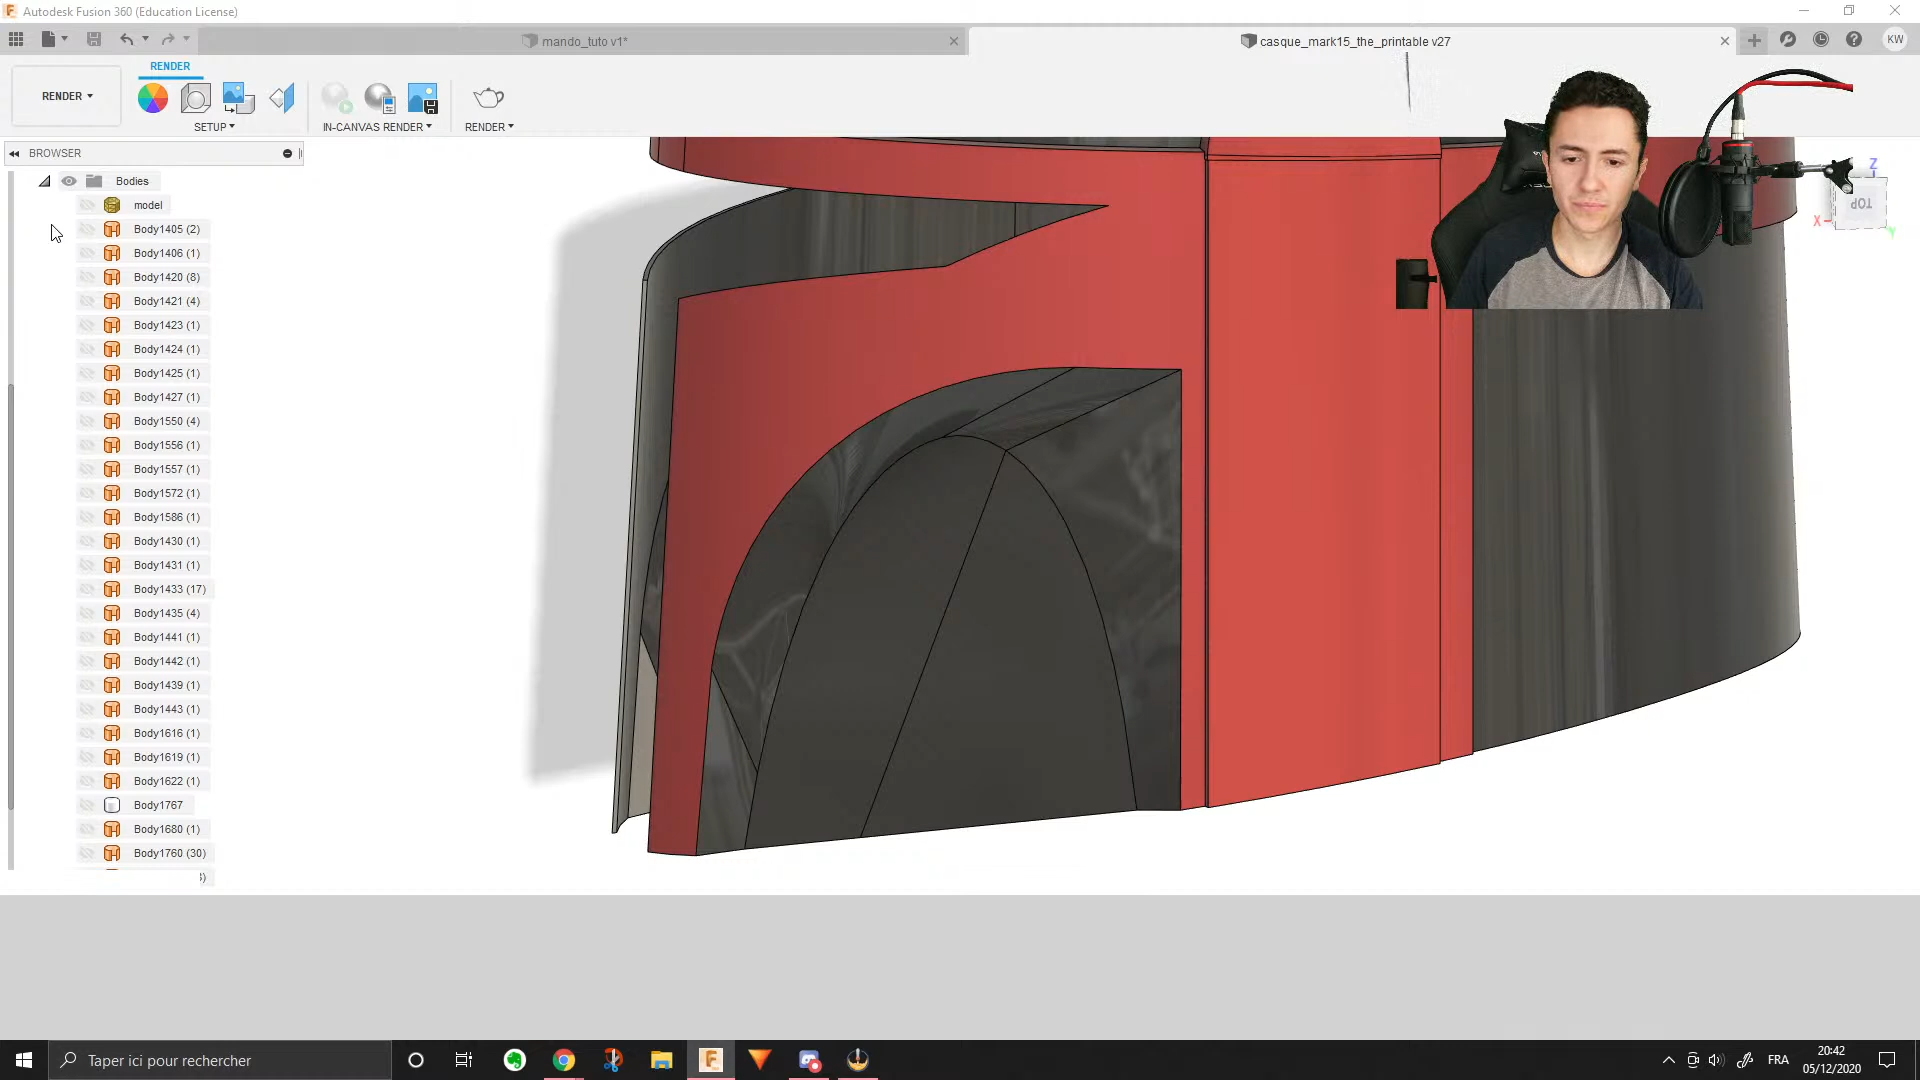 Autodesk Fusion 360 (Education License)
mando_tuto v1*
casque_mark15_the_printable v27
KW
RENDER
RENDER
SETUP
IN-CANVAS RENDER
RENDER
BROWSER
Bodies
model
Body1405 (2)
Body1406 (1)
Body1420 (8)
Body1421 (4)
Body1423 (1)
Body1424 (1)
Body1425 (1)
Body1427 (1)
Body1550 (4)
Body1556 (1)
Body1557 (1)
Body1572 (1)
Body1586 (1)
Body1430 (1)
Body1431 (1)
Body1433 (17)
Body1435 (4)
Body1441 (1)
Body1442 (1)
Body1439 (1)
Body1443 (1)
Body1616 (1)
Body1619 (1)
Body1622 (1)
Body1767
Body1680 (1)
Body1760 (30)
Z
TOP
X
Y
Taper ici pour rechercher
FRA
20:42
05/12/2020